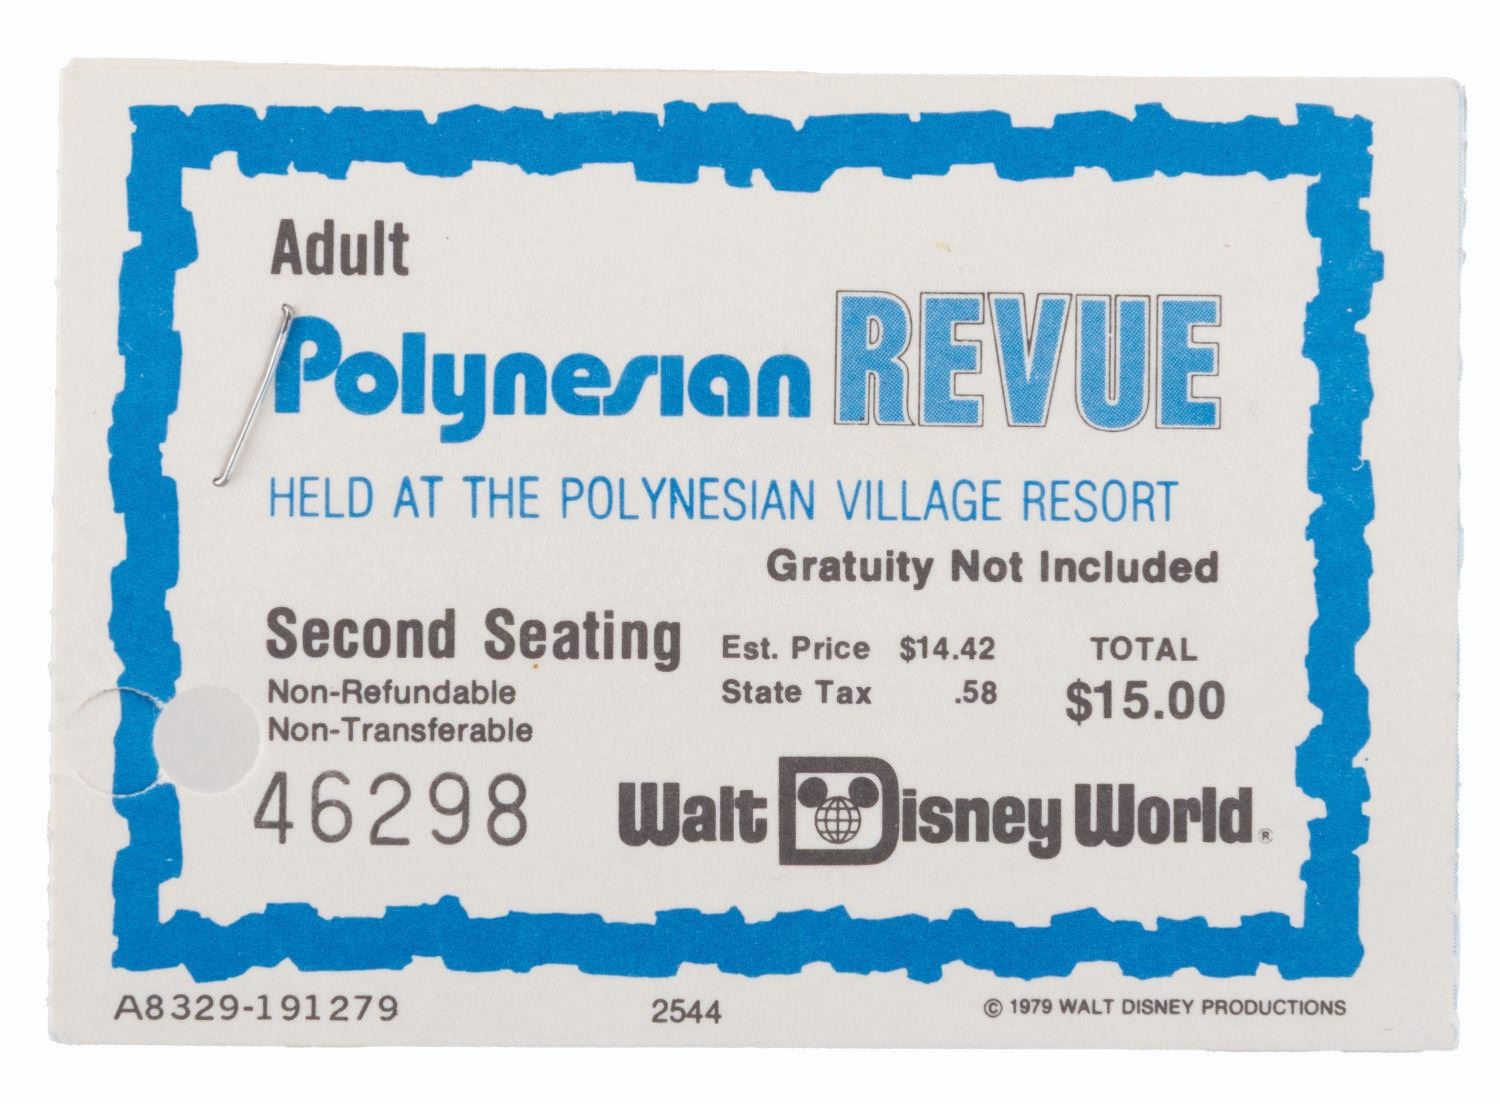 Adult
Polynesian REVUE
HELD AT THE POLYNESIAN VILLAGE RESORT
Gratuity Not Included
Second Seating
Est. Price $14.42
State Tax .58
TOTAL
$15.00
Non-Refundable
Non-Transferable
46298
Walt Disney World®
A8329-191279
2544
© 1979 WALT DISNEY PRODUCTIONS